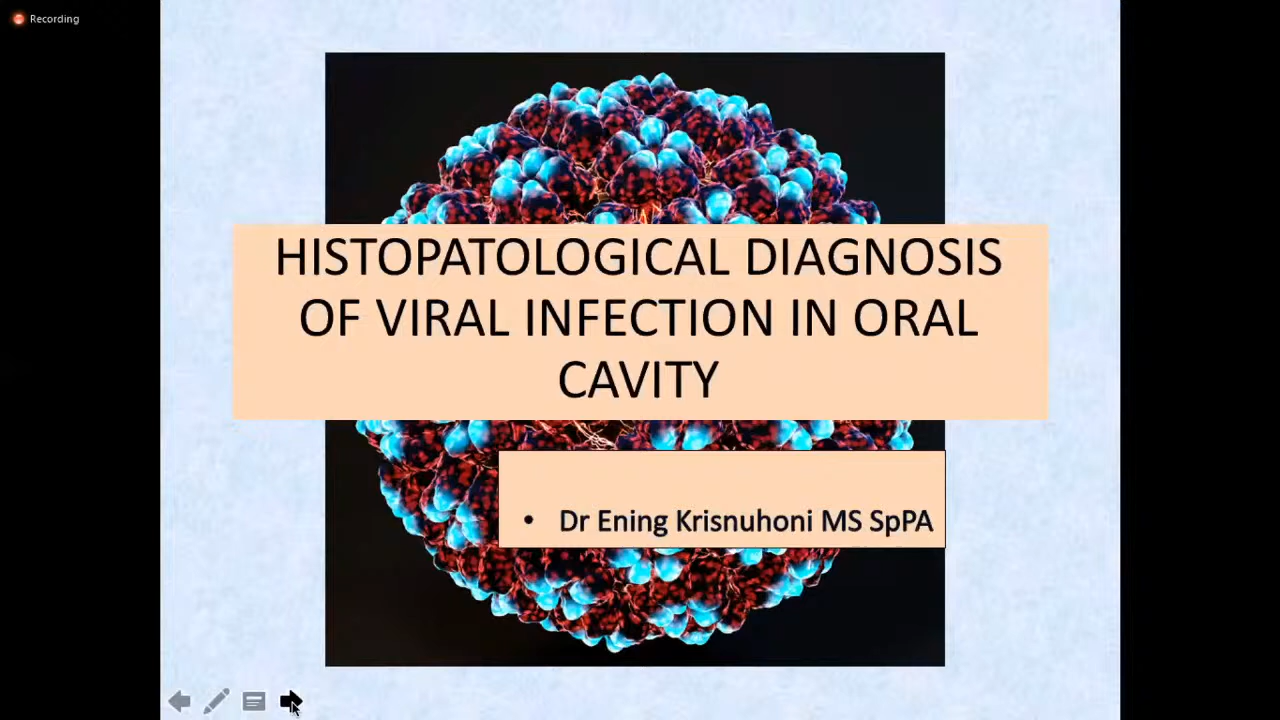 Recording
HISTOPATOLOGICAL DIAGNOSIS
OF VIRAL INFECTION IN ORAL
CAVITY
• Dr Ening Krisnuhoni MS SpPA